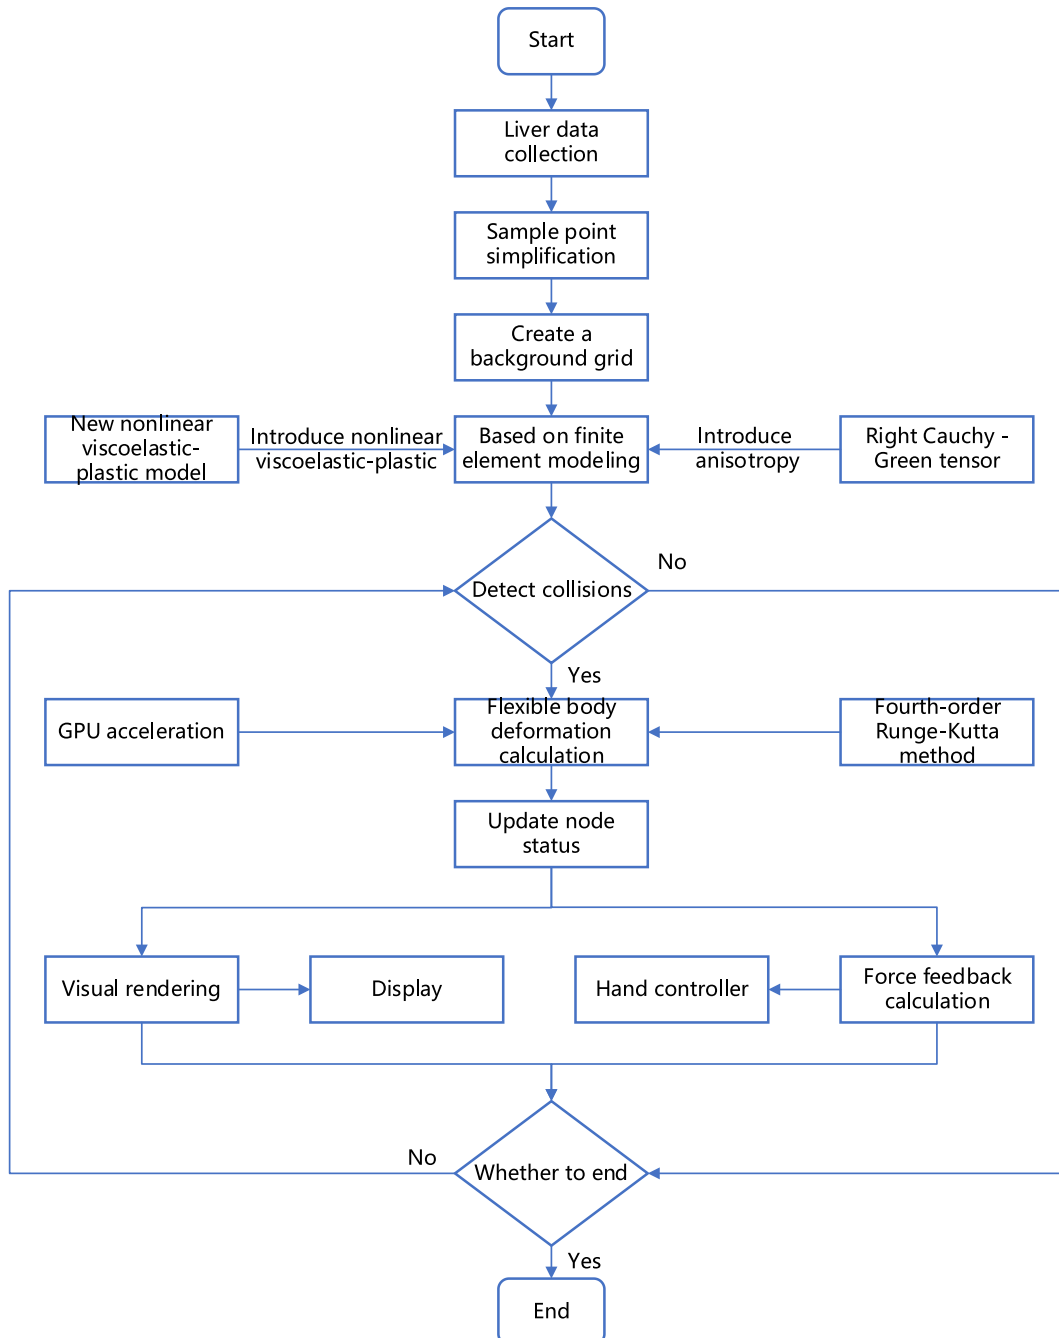 Start
Liver data
collection
Sample point
simplification
Create a
background grid
New nonlinear
viscoelastic-
plastic model
Introduce nonlinear
viscoelastic-plastic
Based on finite
element modeling
Introduce
anisotropy
Right Cauchy -
Green tensor
No
Detect collisions
Yes
GPU acceleration
Flexible body
deformation
calculation
Fourth-order
Runge-Kutta
method
Update node
status
Visual rendering
Display
Hand controller
Force feedback
calculation
No
Whether to end
Yes
End